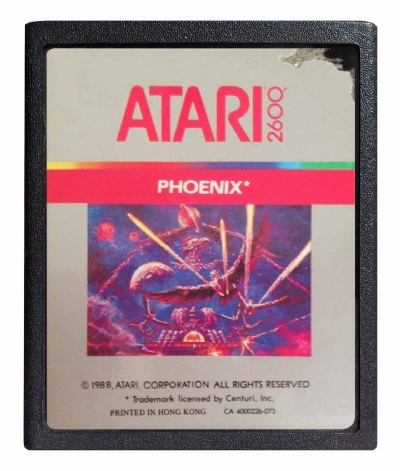 ATARI 2600
PHOENIX*
© 1988, ATARI, CORPORATION ALL RIGHTS RESERVED
* Trademark licensed by Centuri, Inc.
PRINTED IN HONG KONG CA 4000226-073